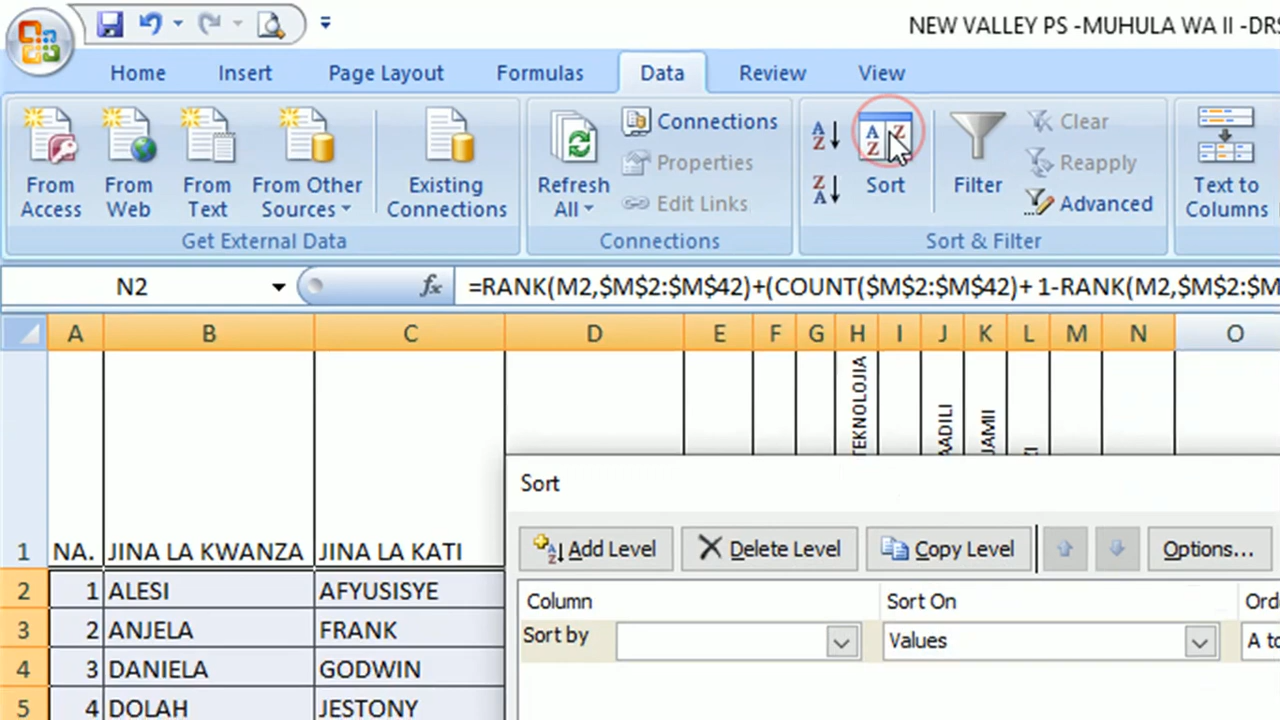 NEW VALLEY PS -MUHULA WA II -DRS
Home Insert Page Layout Formulas Data Review View
From Access
From Web
From Text
From Other Sources
Existing Connections
Get External Data
Refresh All
Connections
Properties
Edit Links
Connections
Sort
Filter
Clear
Reapply
Advanced
Sort & Filter
Text to Columns
N2
fx
=RANK(M2,$M$2:$M$42)+(COUNT($M$2:$M$42)+ 1-RANK(M2,$M$2:$M
A B C D E F G H I J K L M N O
TEKNOLOJIA
1 NA. JINA LA KWANZA JINA LA KATI
2 1 ALESI AFYUSISYE
3 2 ANJELA FRANK
4 3 DANIELA GODWIN
5 4 DOLAH JESTONY
Sort
Add Level Delete Level Copy Level Options...
Column Sort On Ord
Sort by Values A to